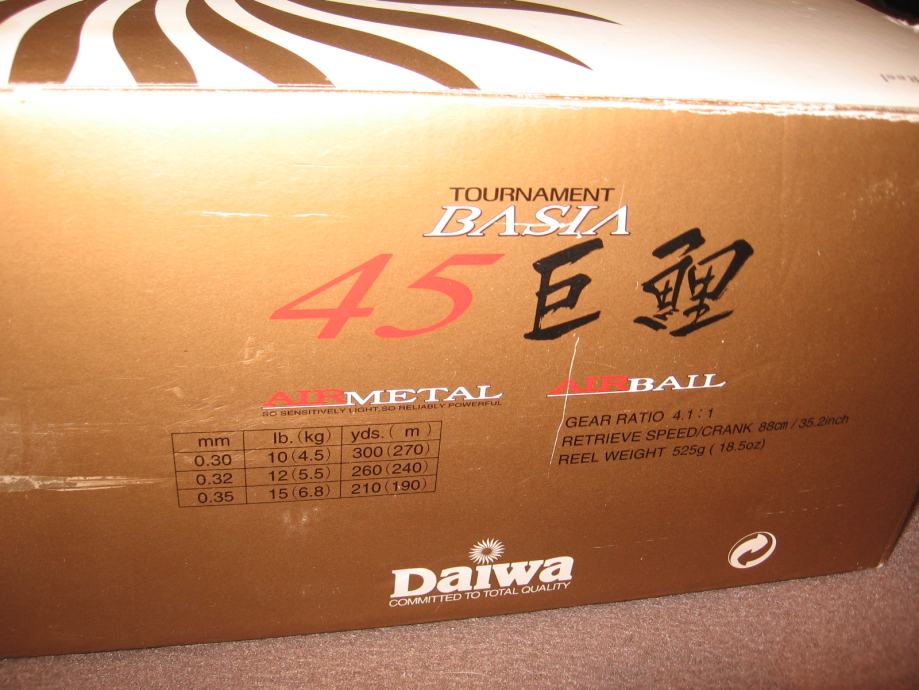 TOURNAMENT
BASIA
45 巨鯉
AIRMETAL
SO SENSITIVELY LIGHT, SO RELIABLY POWERFUL
AIRBAIL
mm lb. (kg) yds. ( m )
0.30 10 (4.5) 300 (270)
0.32 12 (5.5) 260 (240)
0.35 15 (6.8) 210 (190)
GEAR RATIO 4.1 : 1
RETRIEVE SPEED/CRANK 88cm / 35.2inch
REEL WEIGHT 525g ( 18.5oz)
Daiwa
COMMITTED TO TOTAL QUALITY